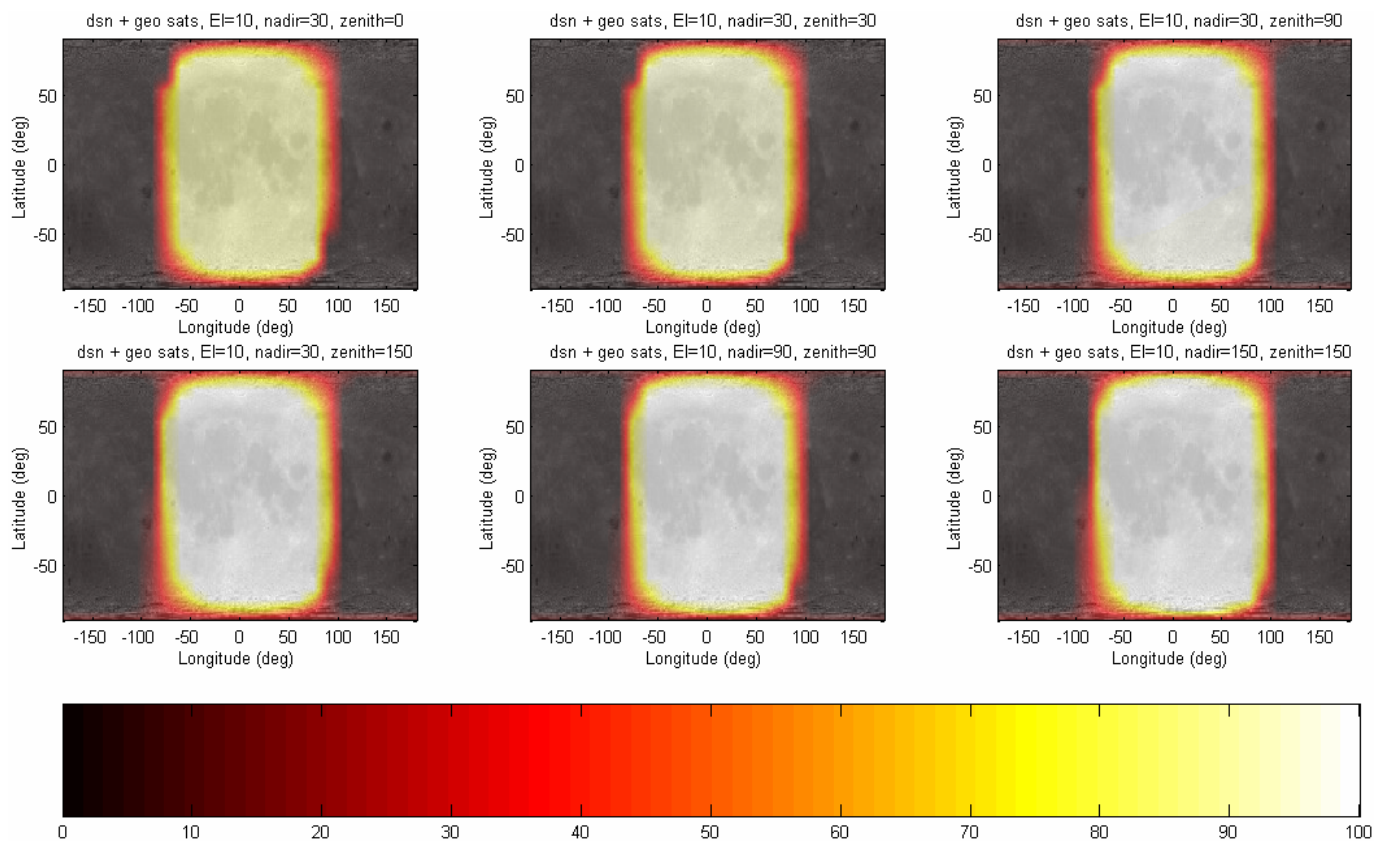 dsn + geo sats, El=10, nadir=30, zenith=0
dsn + geo sats, El=10, nadir=30, zenith=30
dsn + geo sats, El=10, nadir=30, zenith=90
50
0
-50
Latitude (deg)
-150 -100 -50 0 50 100 150
Longitude (deg)
50
0
-50
Latitude (deg)
-150 -100 -50 0 50 100 150
Longitude (deg)
50
0
-50
Latitude (deg)
-150 -100 -50 0 50 100 150
Longitude (deg)
dsn + geo sats, El=10, nadir=30, zenith=150
dsn + geo sats, El=10, nadir=90, zenith=90
dsn + geo sats, El=10, nadir=150, zenith=150
50
0
-50
Latitude (deg)
-150 -100 -50 0 50 100 150
Longitude (deg)
50
0
-50
Latitude (deg)
-150 -100 -50 0 50 100 150
Longitude (deg)
50
0
-50
Latitude (deg)
-150 -100 -50 0 50 100 150
Longitude (deg)
0 10 20 30 40 50 60 70 80 90 100